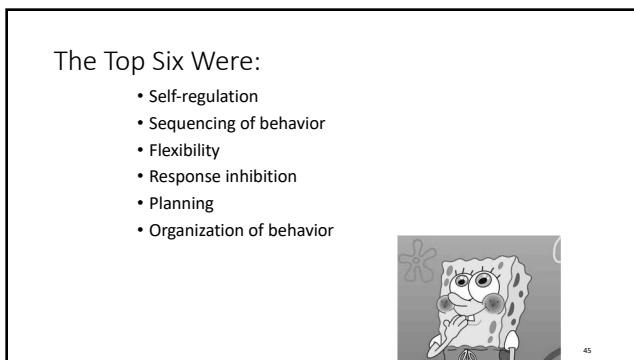 The Top Six Were:
• Self-regulation
• Sequencing of behavior
• Flexibility
• Response inhibition
• Planning
• Organization of behavior
45